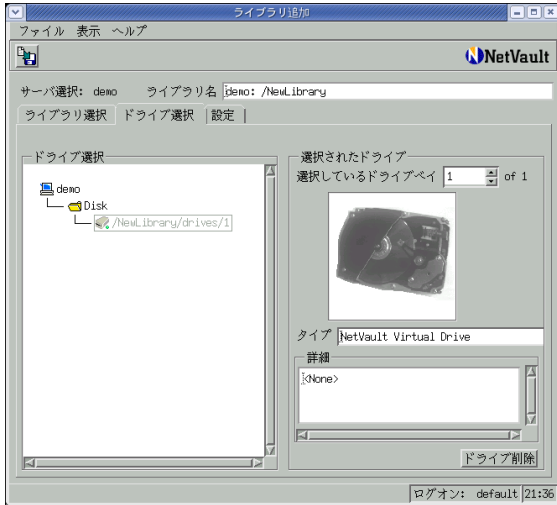 ライブラリ追加
ファイル 表示 ヘルプ
NetVault
サーバ選択: demo ライブラリ名 demo: /NewLibrary
ライブラリ選択 ドライブ選択 設定
ドライブ選択
demo
Disk
/NewLibrary/drives/1
選択されたドライブ
選択しているドライブベイ 1 of 1
タイプ NetVault Virtual Drive
詳細
<None>
ドライブ削除
ログオン: default 21:36